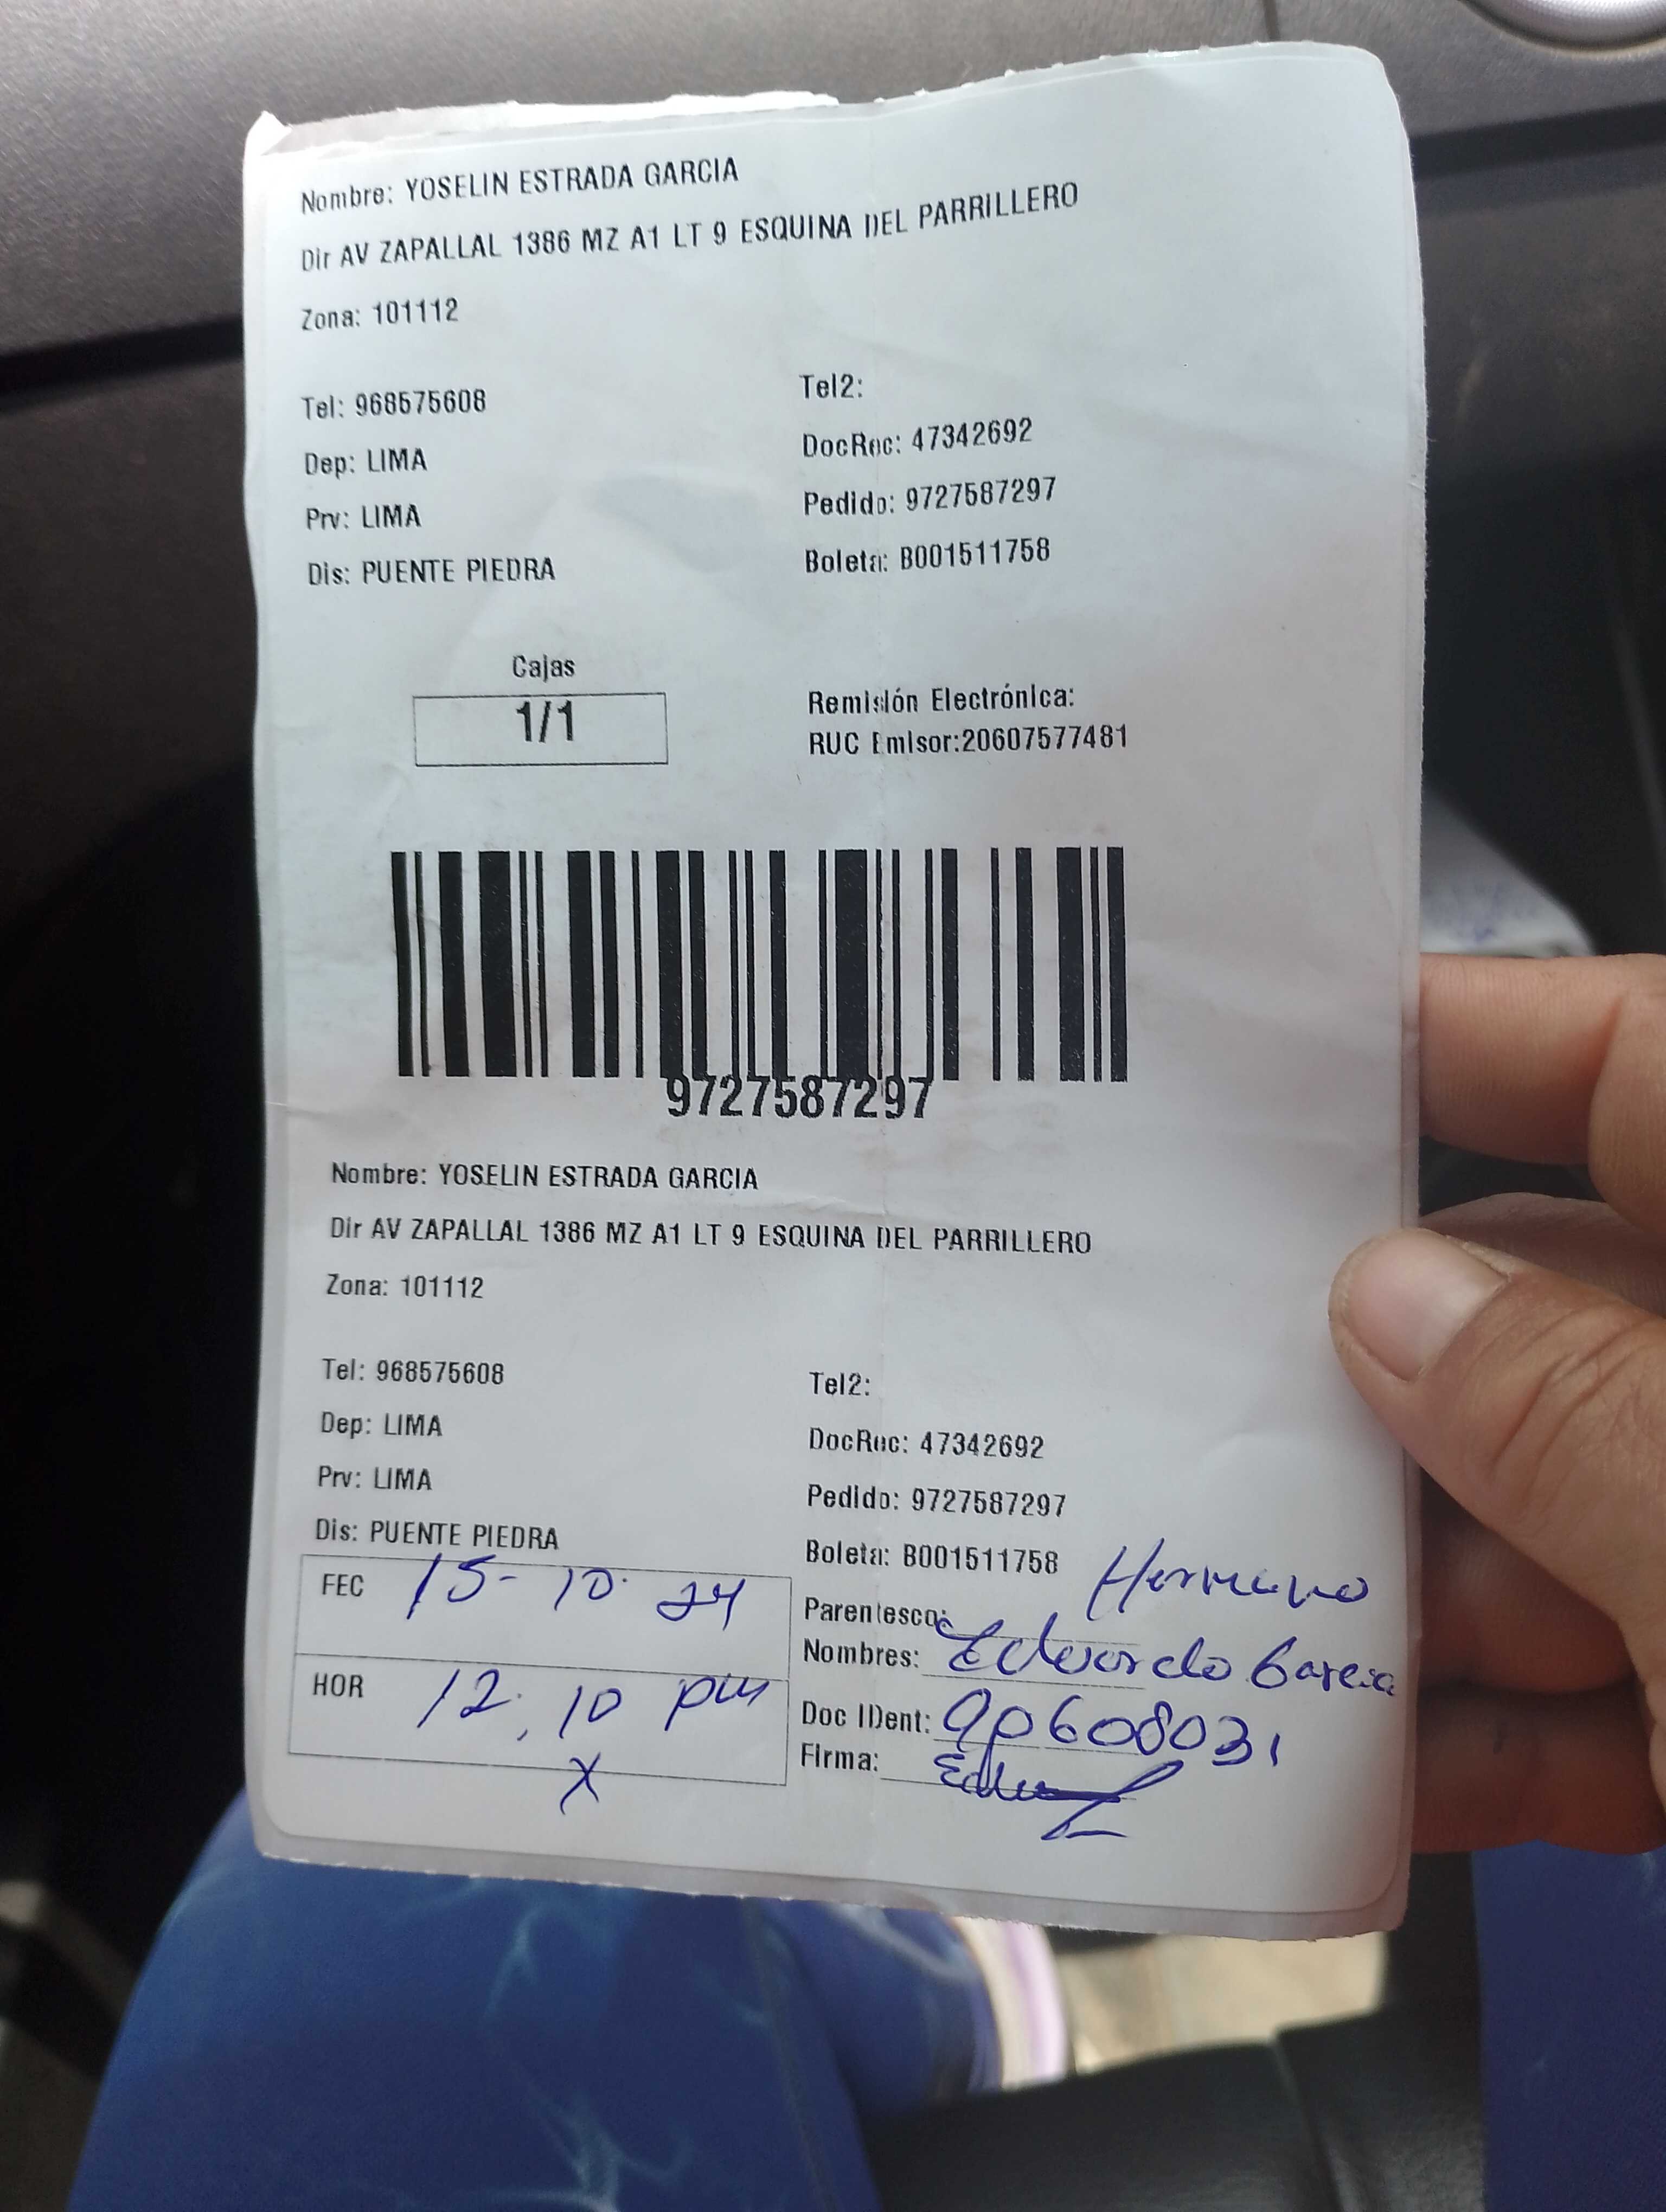 Nombre: YOSELIN ESTRADA GARCIA
Dir AV ZAPALLAL 1386 MZ A1 LT 9 ESQUINA DEL PARRILLERO
Zona: 101112
Tel: 968575608 Tel2:
Dep: LIMA DocRec: 47342692
Prv: LIMA Pedido: 9727587297
Dis: PUENTE PIEDRA Boleta: B001511758
Cajas
1/1
Remisión Electrónica:
RUC Emisor:20607577481
9727587297
Nombre: YOSELIN ESTRADA GARCIA
Dir AV ZAPALLAL 1386 MZ A1 LT 9 ESQUINA DEL PARRILLERO
Zona: 101112
Tel: 968575608 Tel2:
Dep: LIMA DocRec: 47342692
Prv: LIMA Pedido: 9727587297
Dis: PUENTE PIEDRA Boleta: B001511758
FEC 15-10-24
Parentesco: Hermano
Nombres: Eduardo Garcia
HOR 12:10 pm
Doc IDent: 90608031
Firma:
X